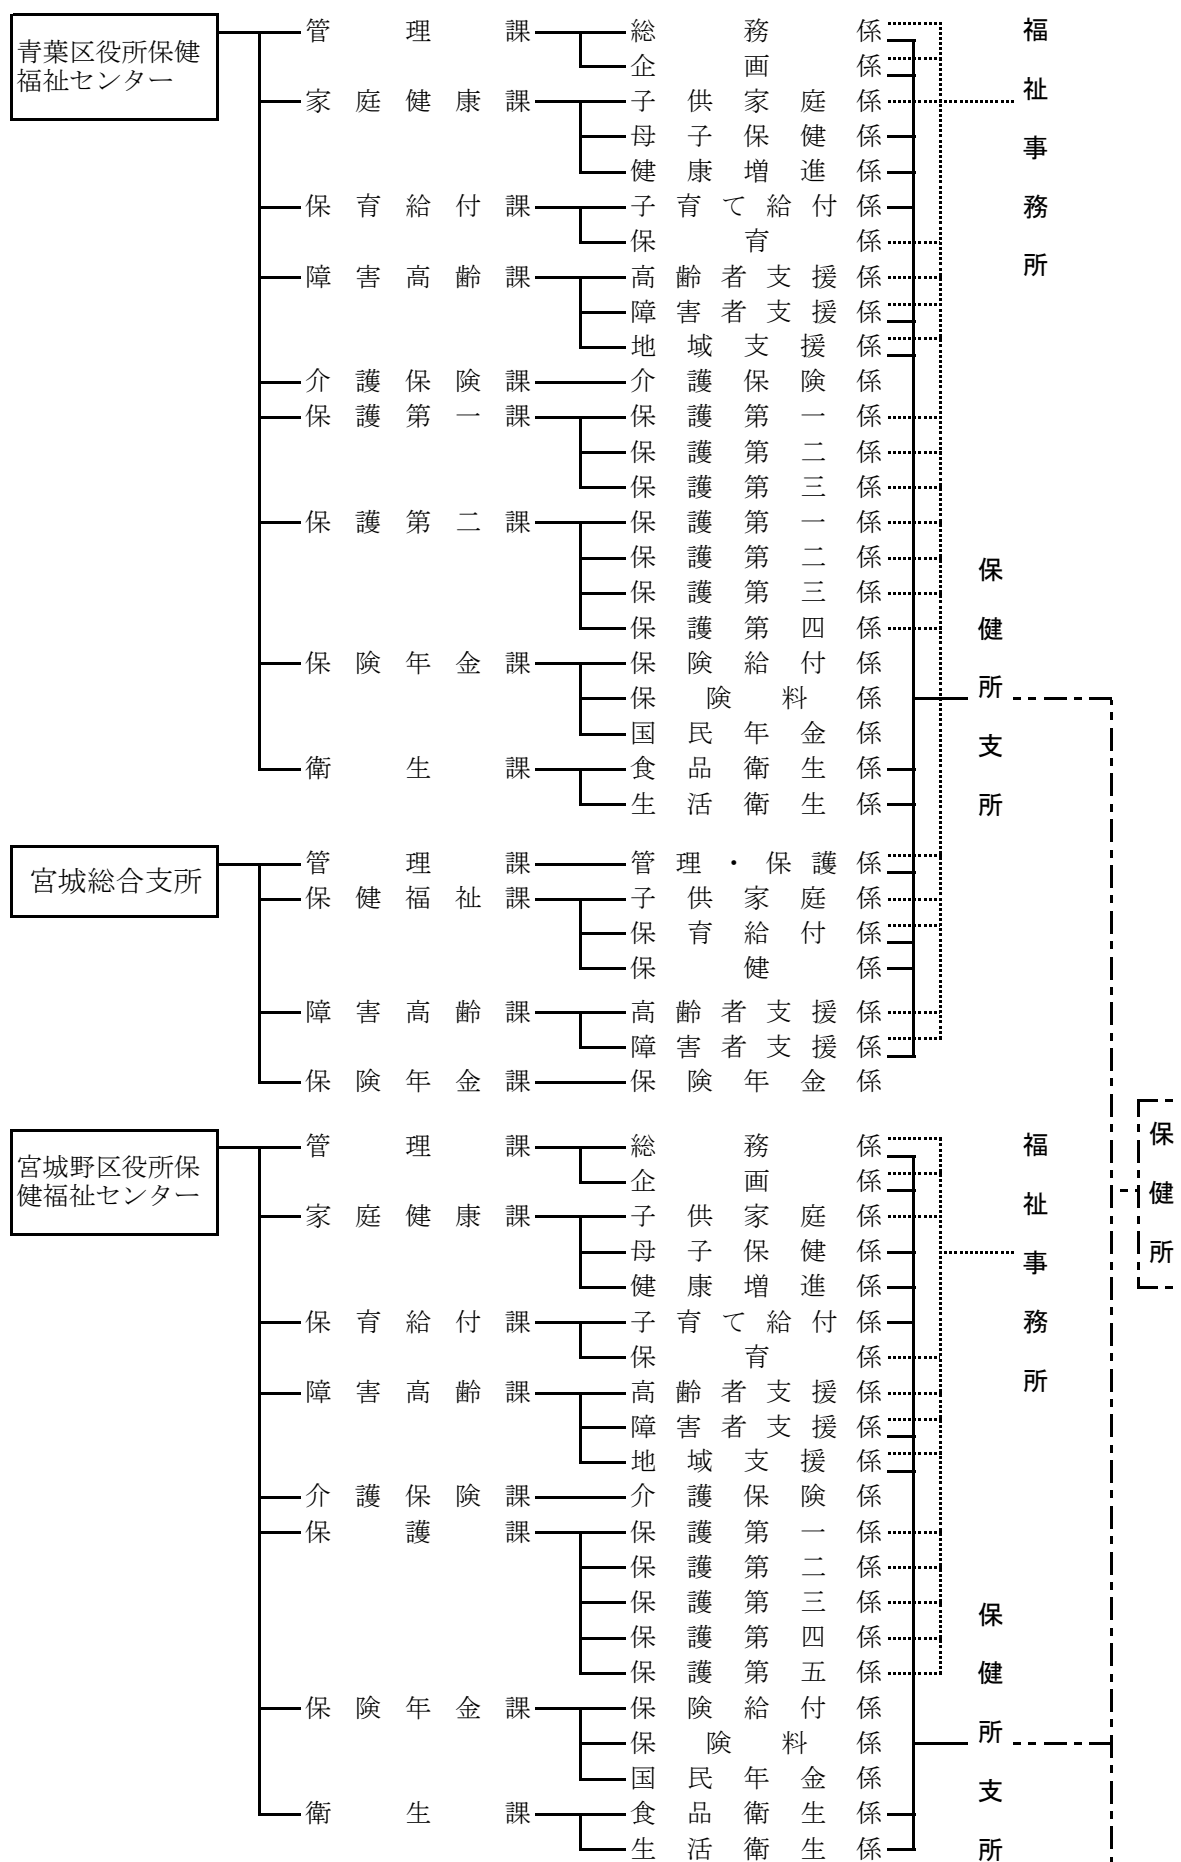 青葉区役所保健
福祉センター
管理課 総務係
企画係
家庭健康課 子供家庭係
母子保健係
健康増進係
保育給付課 子育て給付係
保育係
障害高齢課 高齢者支援係
障害者支援係
地域支援係
介護保険課 介護保険係
保護第一課 保護第一係
保護第二係
保護第三係
保護第二課 保護第一係
保護第二係
保護第三係
保護第四係
保険年金課 保険給付係
保険料係
国民年金係
衛生課 食品衛生係
生活衛生係
福祉事務所
保健所支所
宮城総合支所
管理課 管理・保護係
保健福祉課 子供家庭係
保育給付係
保健係
障害高齢課 高齢者支援係
障害者支援係
保険年金課 保険年金係
宮城野区役所保
健福祉センター
管理課 総務係
企画係
家庭健康課 子供家庭係
母子保健係
健康増進係
保育給付課 子育て給付係
保育係
障害高齢課 高齢者支援係
障害者支援係
地域支援係
介護保険課 介護保険係
保護課 保護第一係
保護第二係
保護第三係
保護第四係
保護第五係
保険年金課 保険給付係
保険料係
国民年金係
衛生課 食品衛生係
生活衛生係
福祉事務所
保健所支所
保健所